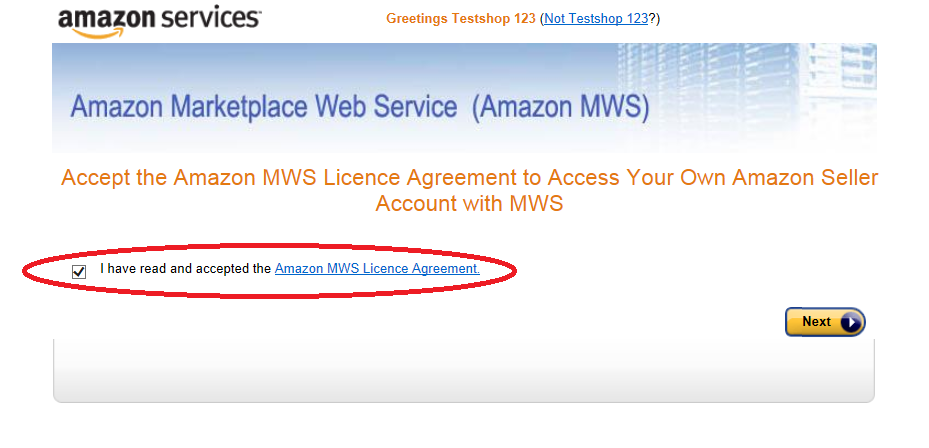 amazon services
Greetings Testshop 123 (Not Testshop 123?)
Amazon Marketplace Web Service (Amazon MWS)
Accept the Amazon MWS Licence Agreement to Access Your Own Amazon Seller
Account with MWS
I have read and accepted the Amazon MWS Licence Agreement.
Next